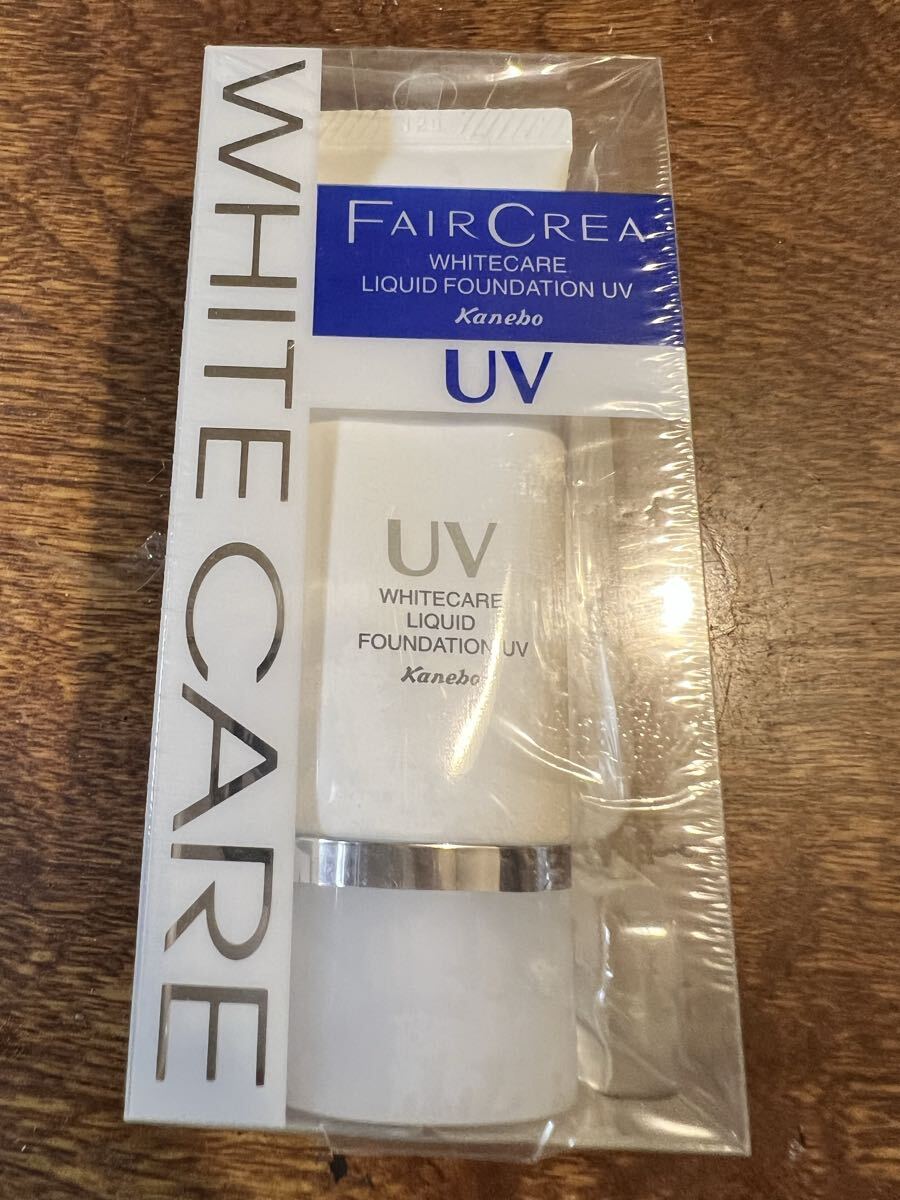 WHITE CARE
FAIRCREA
WHITECARE
LIQUID FOUNDATION UV
Kanebo
UV
UV
WHITECARE
LIQUID
FOUNDATION UV
Kanebo